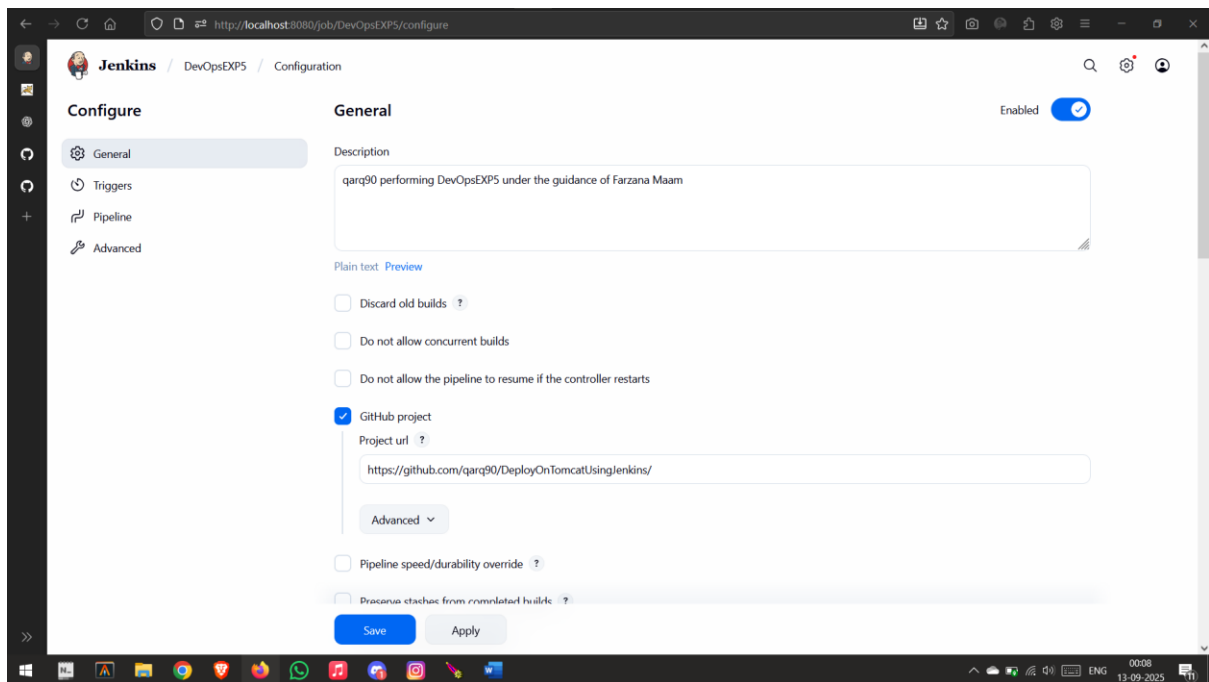 http://localhost:8080/job/DevOpsEXP5/configure
Jenkins / DevOpsEXP5 / Configuration
Configure
General
Triggers
Pipeline
Advanced
General
Enabled
Description
qarq90 performing DevOpsEXP5 under the guidance of Farzana Maam
Plain text Preview
Discard old builds ?
Do not allow concurrent builds
Do not allow the pipeline to resume if the controller restarts
GitHub project
Project url ?
https://github.com/qarq90/DeployOnTomcatUsingJenkins/
Advanced
Pipeline speed/durability override ?
Preserve stashes from completed builds ?
Save Apply
ENG
00:08
13-09-2025